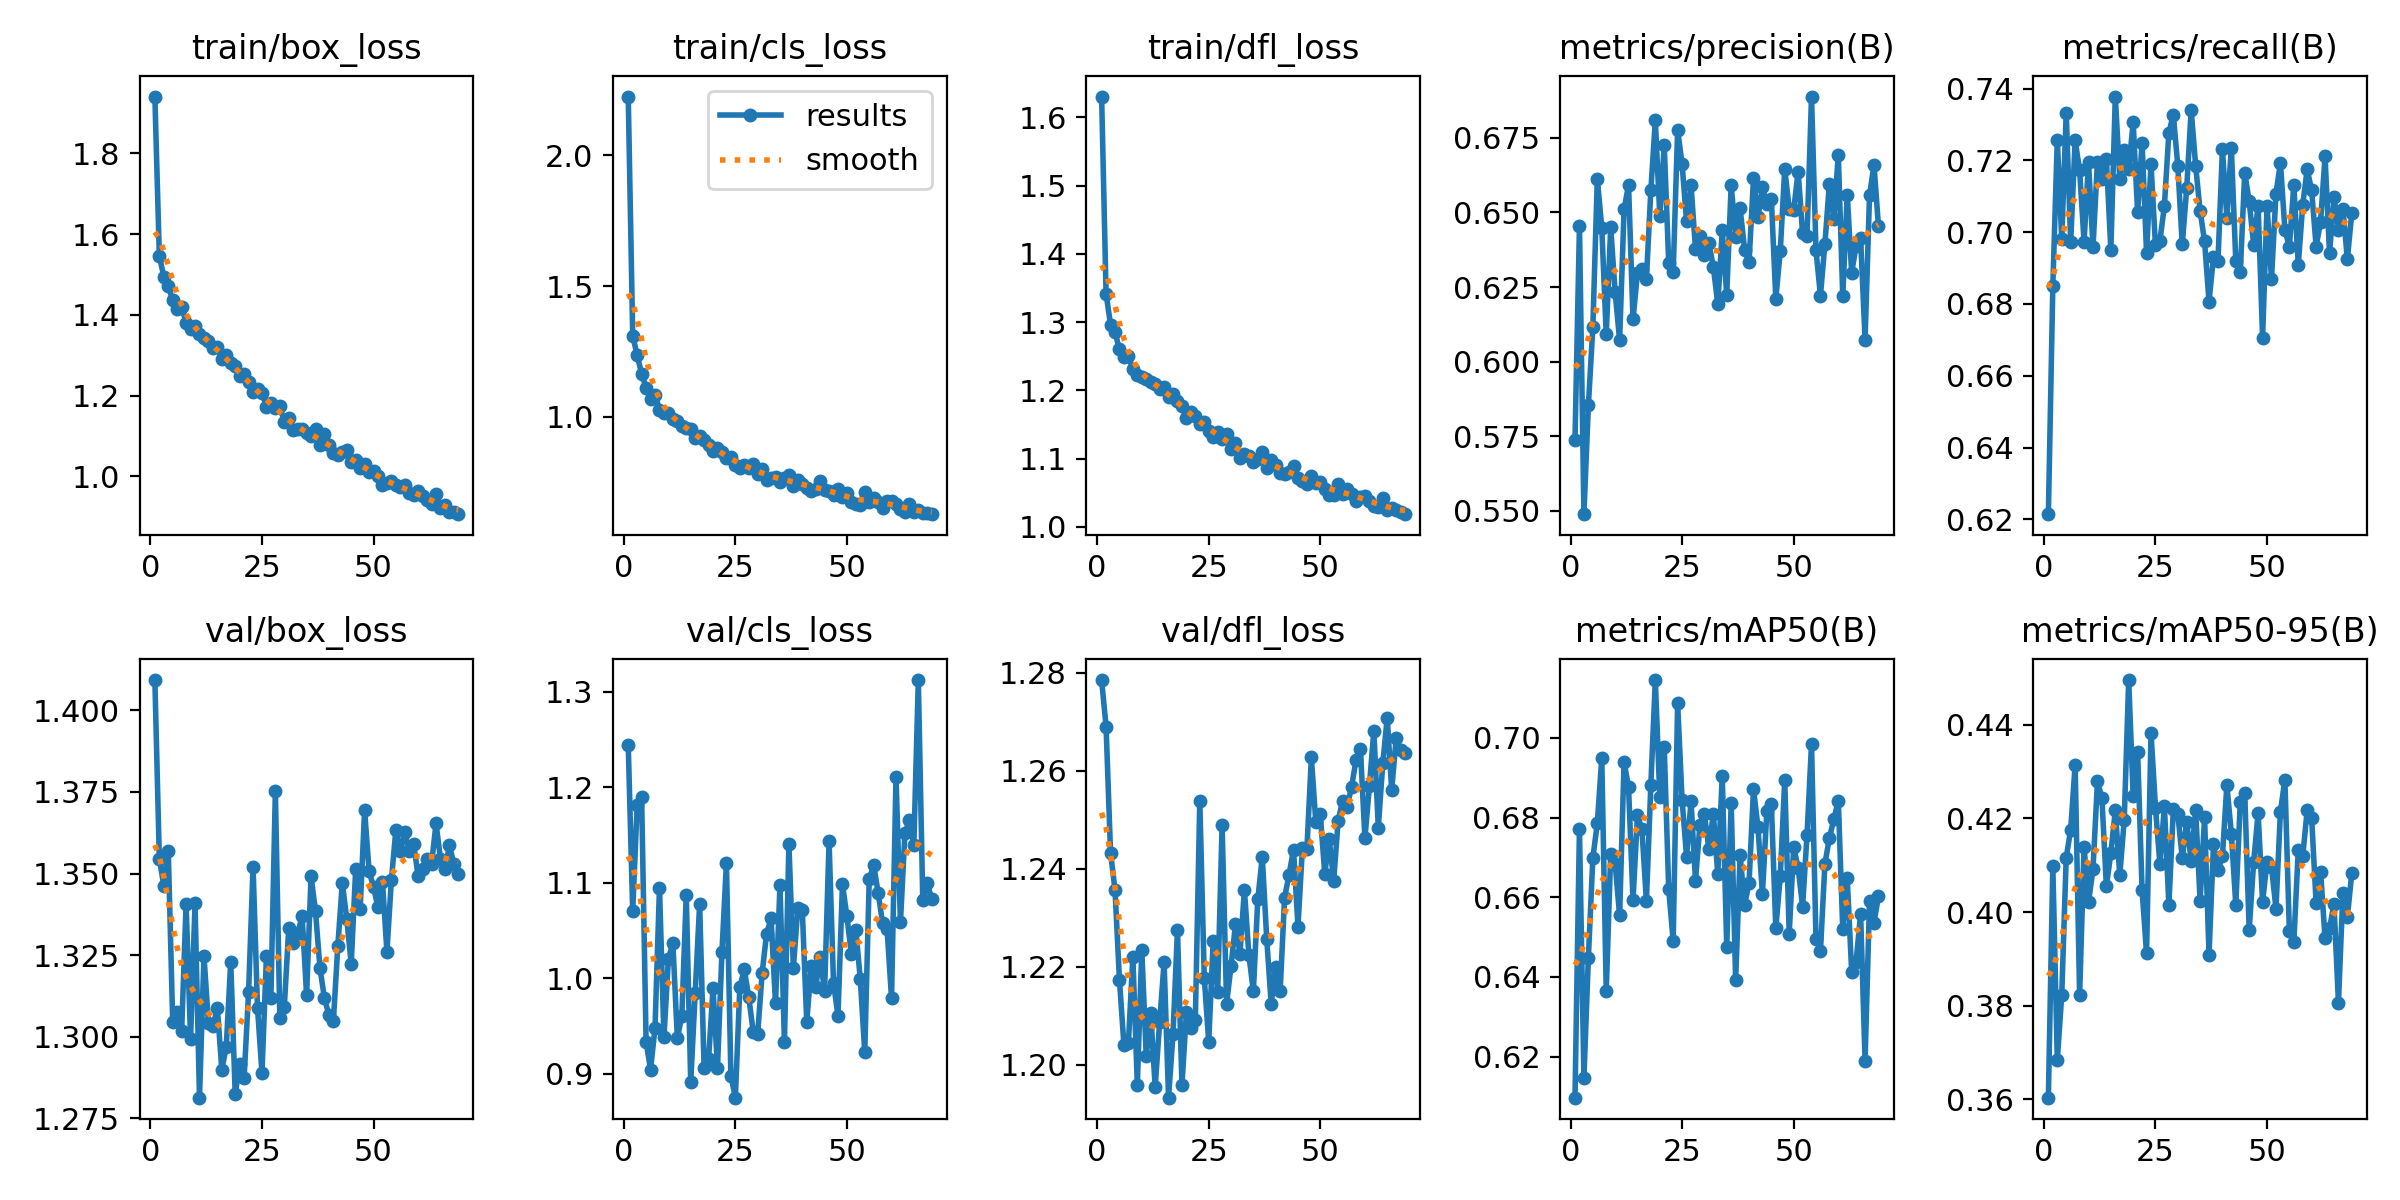 train/box_loss
1.8
1.6
1.4
1.2
1.0
0 25 50
train/cls_loss
results
smooth
2.0
1.5
1.0
0 25 50
train/dfl_loss
1.6
1.5
1.4
1.3
1.2
1.1
1.0
0 25 50
metrics/precision(B)
0.675
0.650
0.625
0.600
0.575
0.550
0 25 50
metrics/recall(B)
0.74
0.72
0.70
0.68
0.66
0.64
0.62
0 25 50
val/box_loss
1.400
1.375
1.350
1.325
1.300
1.275
0 25 50
val/cls_loss
1.3
1.2
1.1
1.0
0.9
0 25 50
val/dfl_loss
1.28
1.26
1.24
1.22
1.20
0 25 50
metrics/mAP50(B)
0.70
0.68
0.66
0.64
0.62
0 25 50
metrics/mAP50-95(B)
0.44
0.42
0.40
0.38
0.36
0 25 50